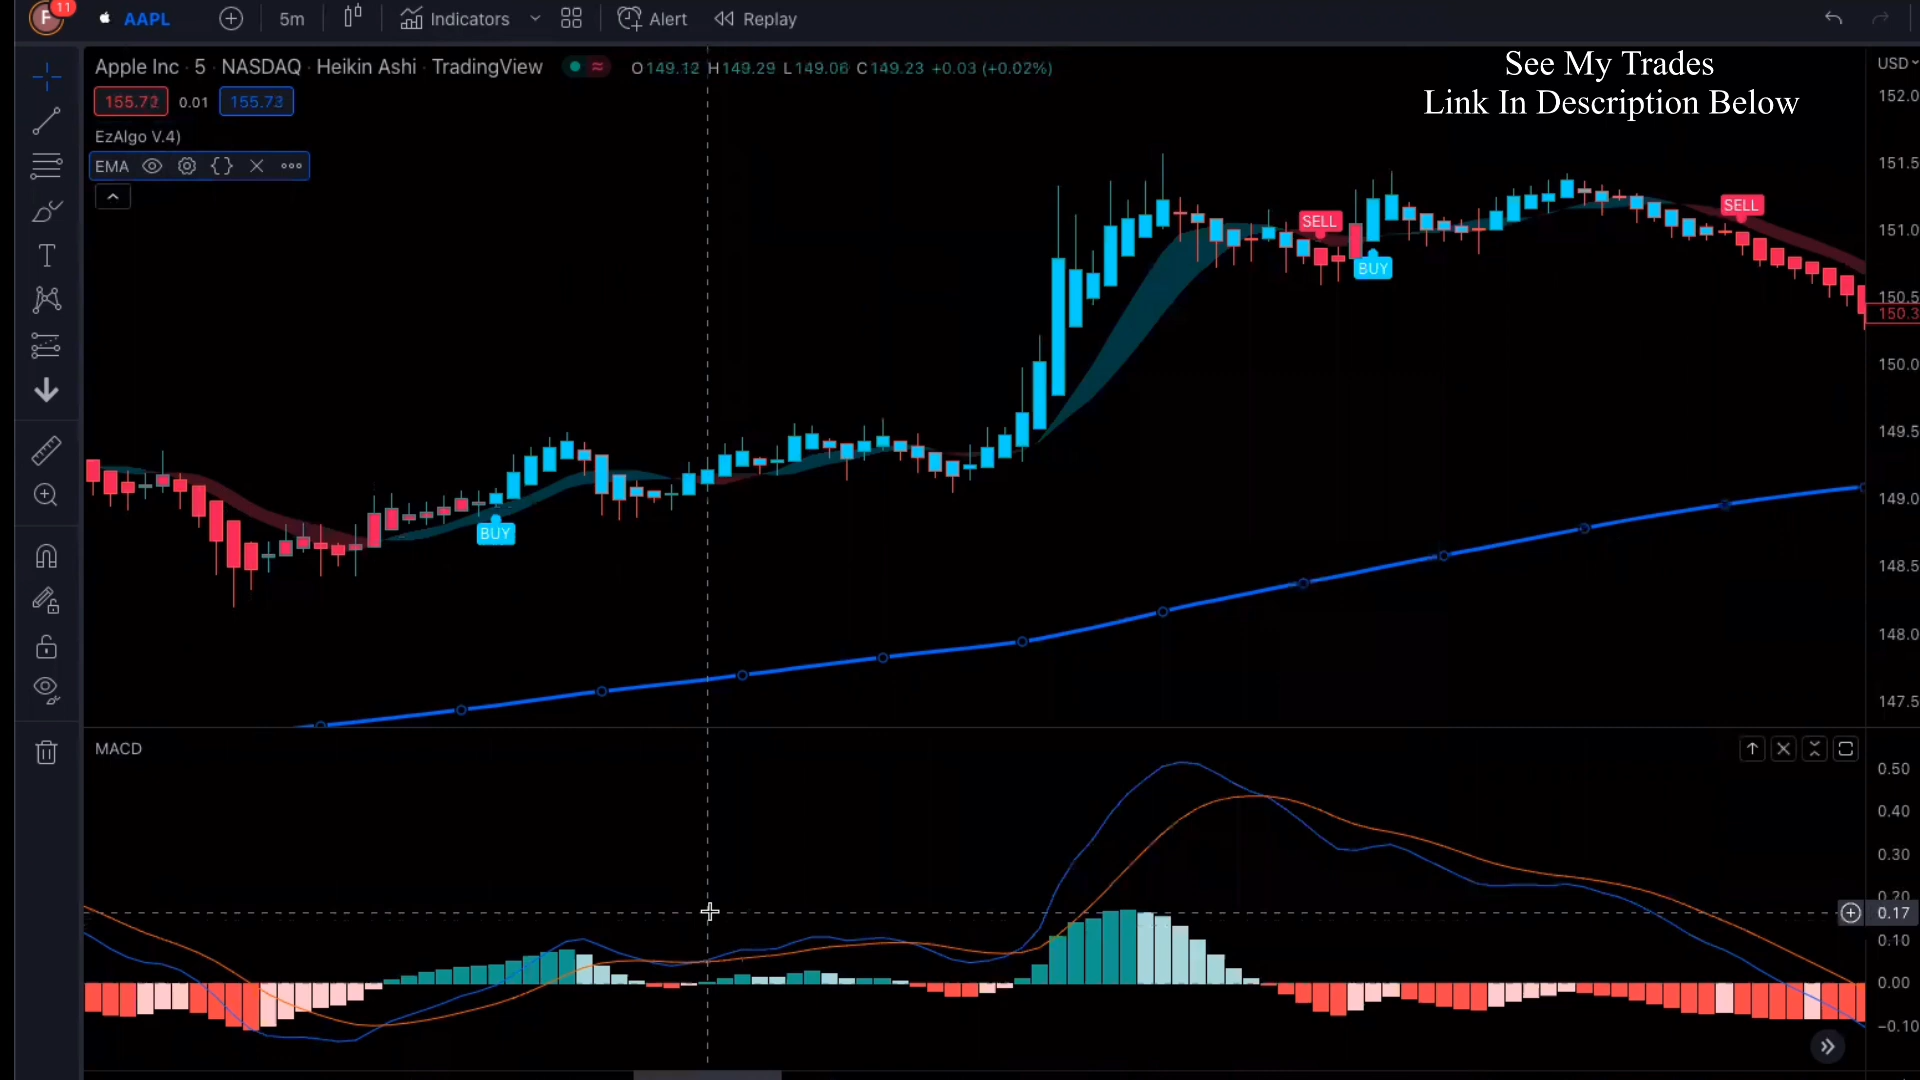 F 11 AAPL 5m Indicators Alert Replay
Apple Inc · 5 · NASDAQ · Heikin Ashi · TradingView O149.12 H149.29 L149.06 C149.23 +0.03 (+0.02%)
See My Trades
Link In Description Below
USD
155.72 0.01 155.73
EzAlgo V.4)
EMA
152.0
151.5
151.0
150.5
150.3
150.0
149.5
149.0
148.5
148.0
147.5
SELL
BUY
SELL
BUY
MACD
0.50
0.40
0.30
0.20
0.17
0.10
0.00
−0.10